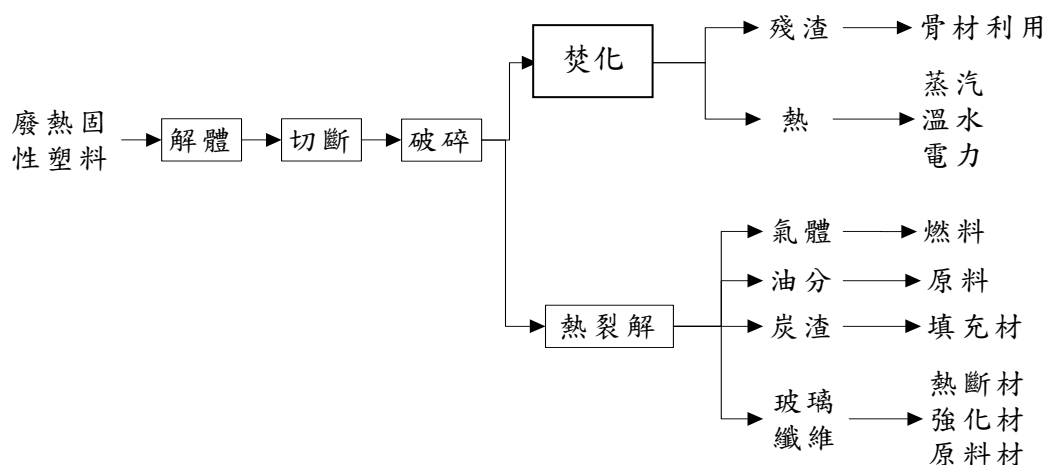 廢熱固
性塑料
解體
切斷
破碎
焚化
殘渣
骨材利用
熱
蒸汽
溫水
電力
熱裂解
氣體
燃料
油分
原料
炭渣
填充材
玻璃
纖維
熱斷材
強化材
原料材